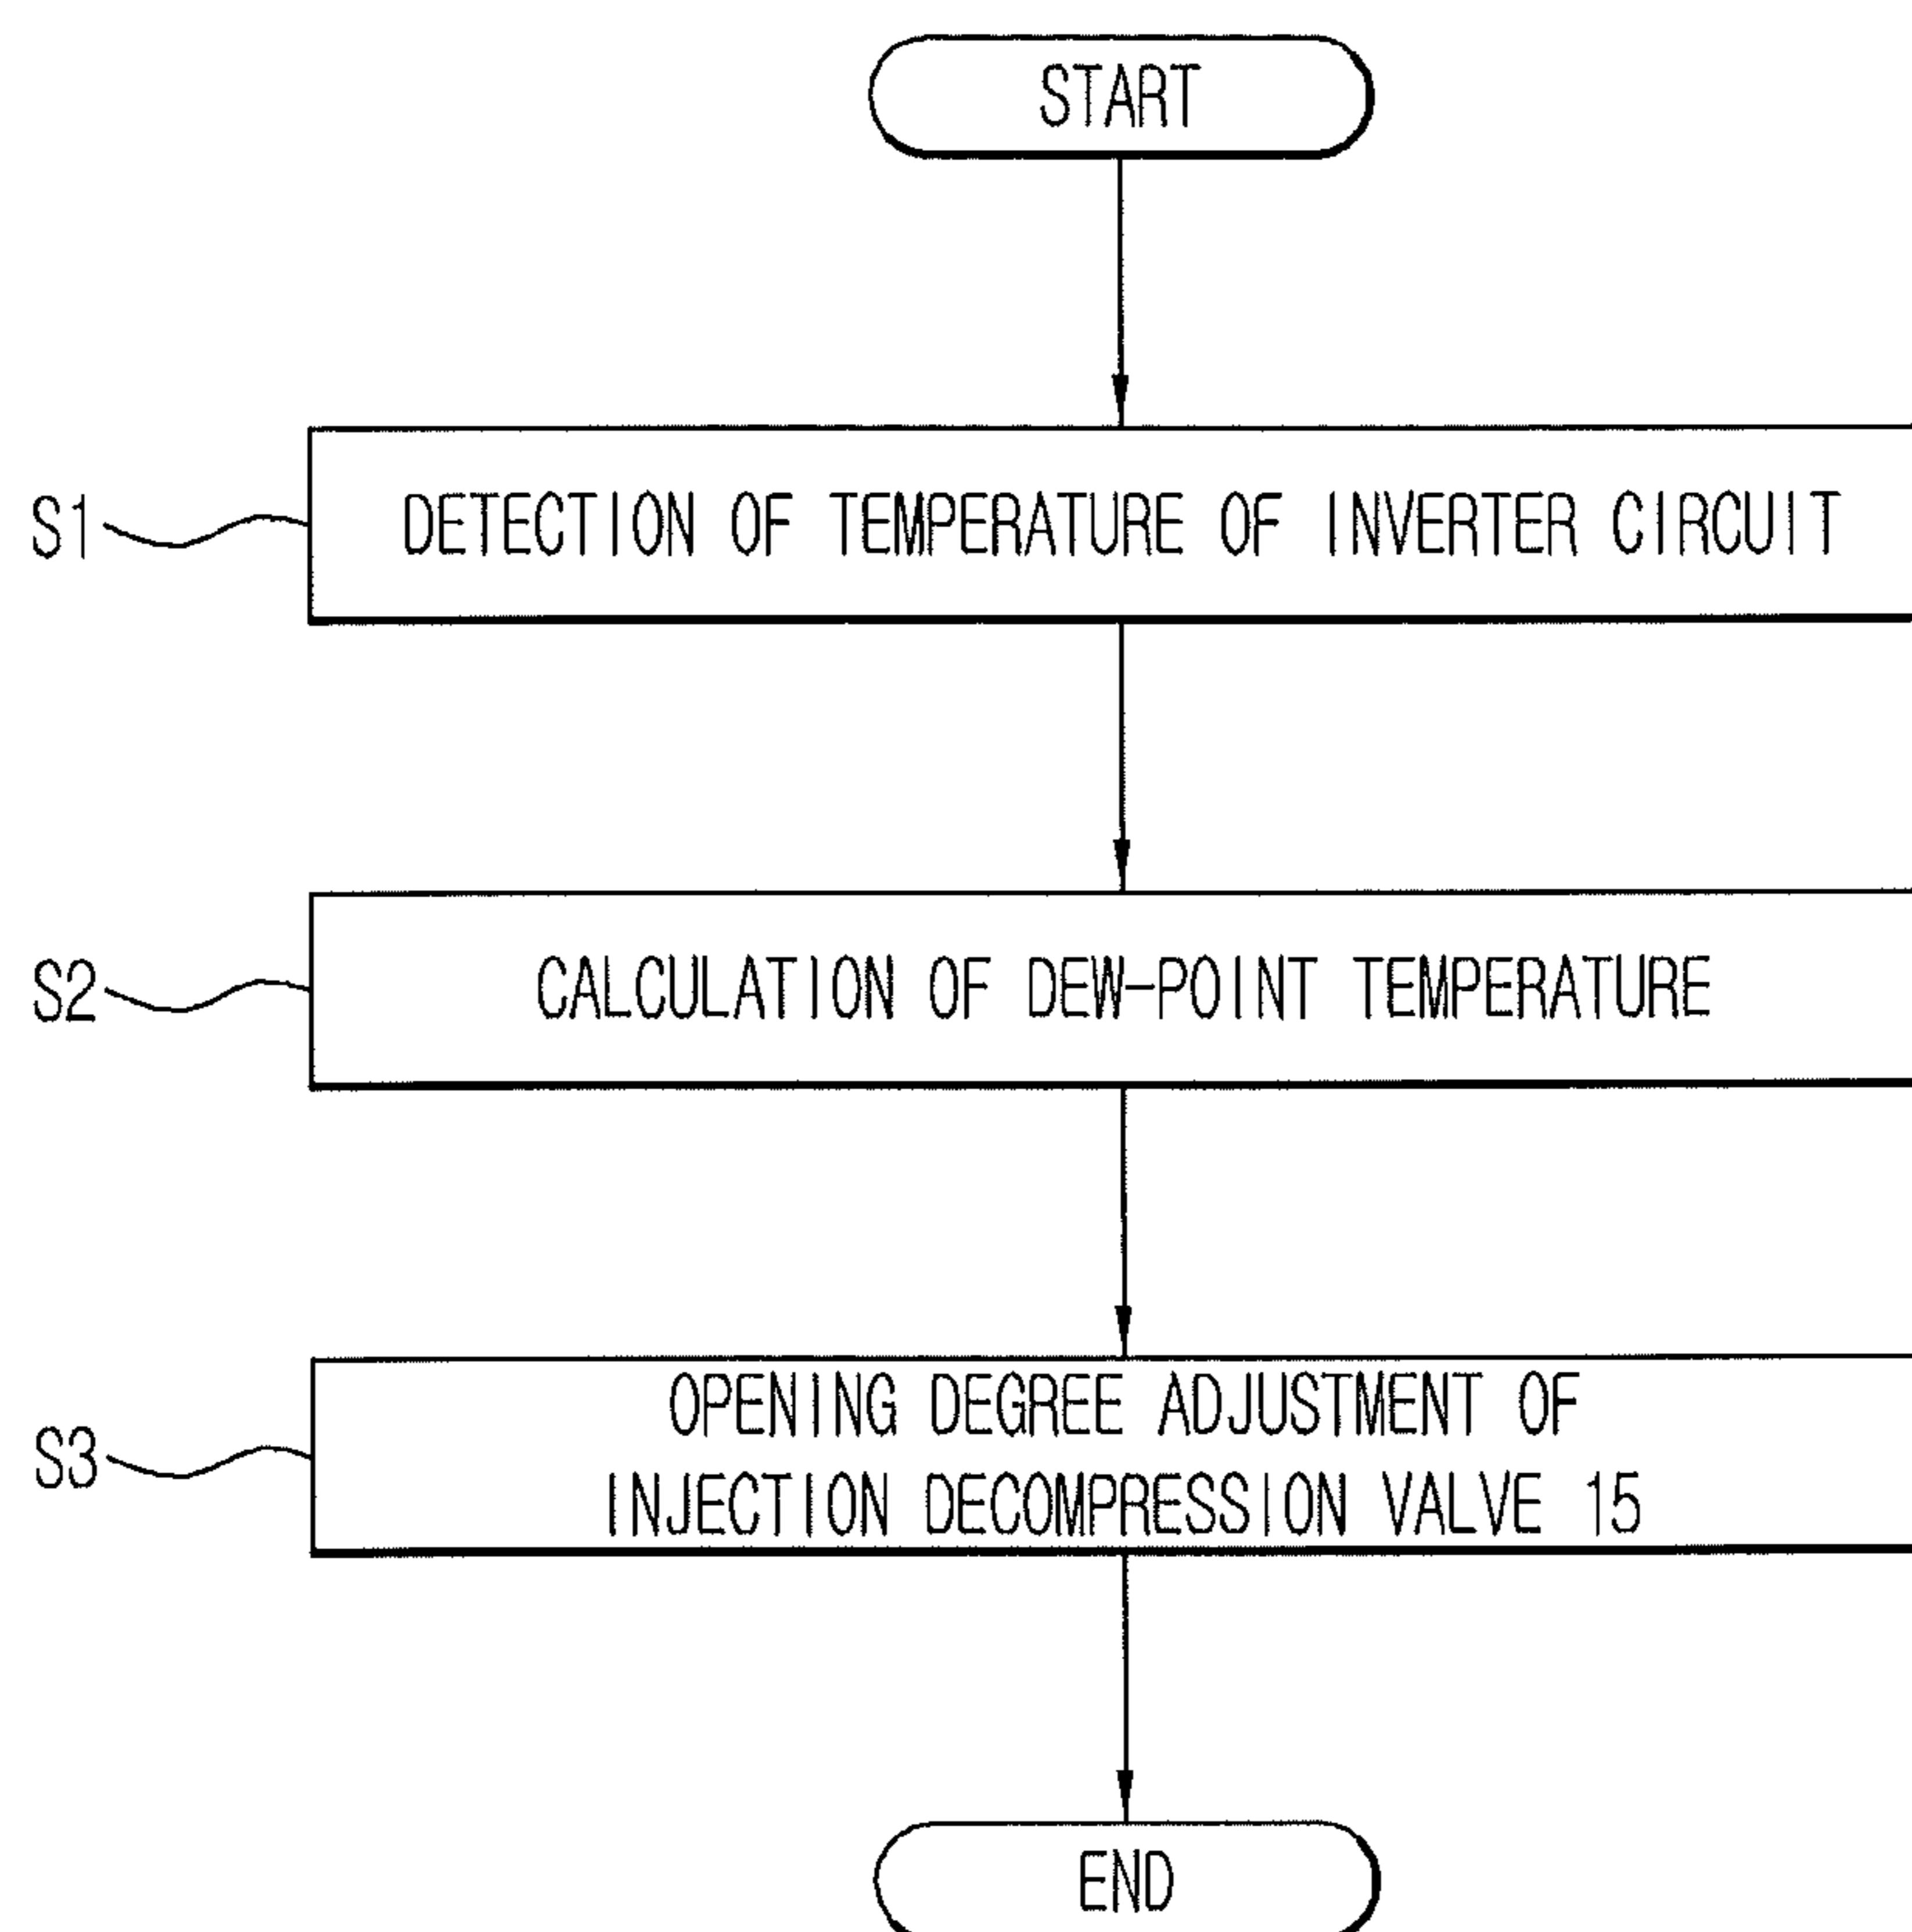 START
S1
DETECTION OF TEMPERATURE OF INVERTER CIRCUIT
S2
CALCULATION OF DEW-POINT TEMPERATURE
S3
OPENING DEGREE ADJUSTMENT OF
INJECTION DECOMPRESSION VALVE 15
END